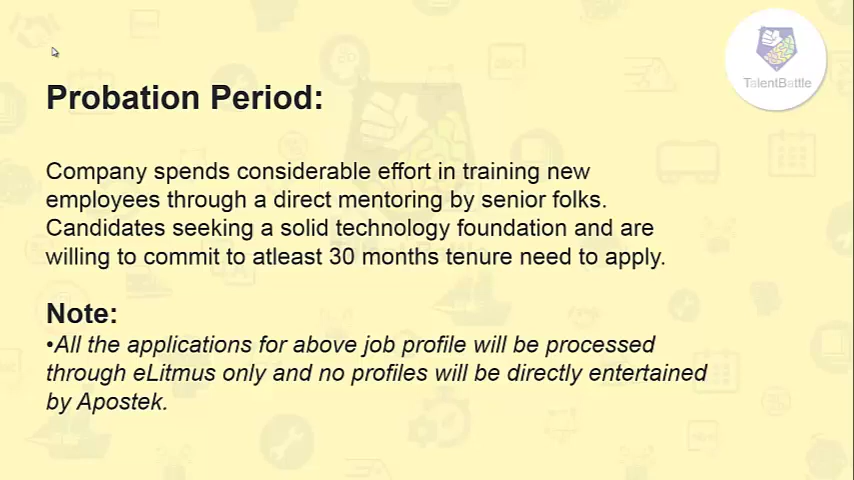 TalentBattle
Probation Period:
Company spends considerable effort in training new
employees through a direct mentoring by senior folks.
Candidates seeking a solid technology foundation and are
willing to commit to atleast 30 months tenure need to apply.
Note:
•All the applications for above job profile will be processed
through eLitmus only and no profiles will be directly entertained
by Apostek.